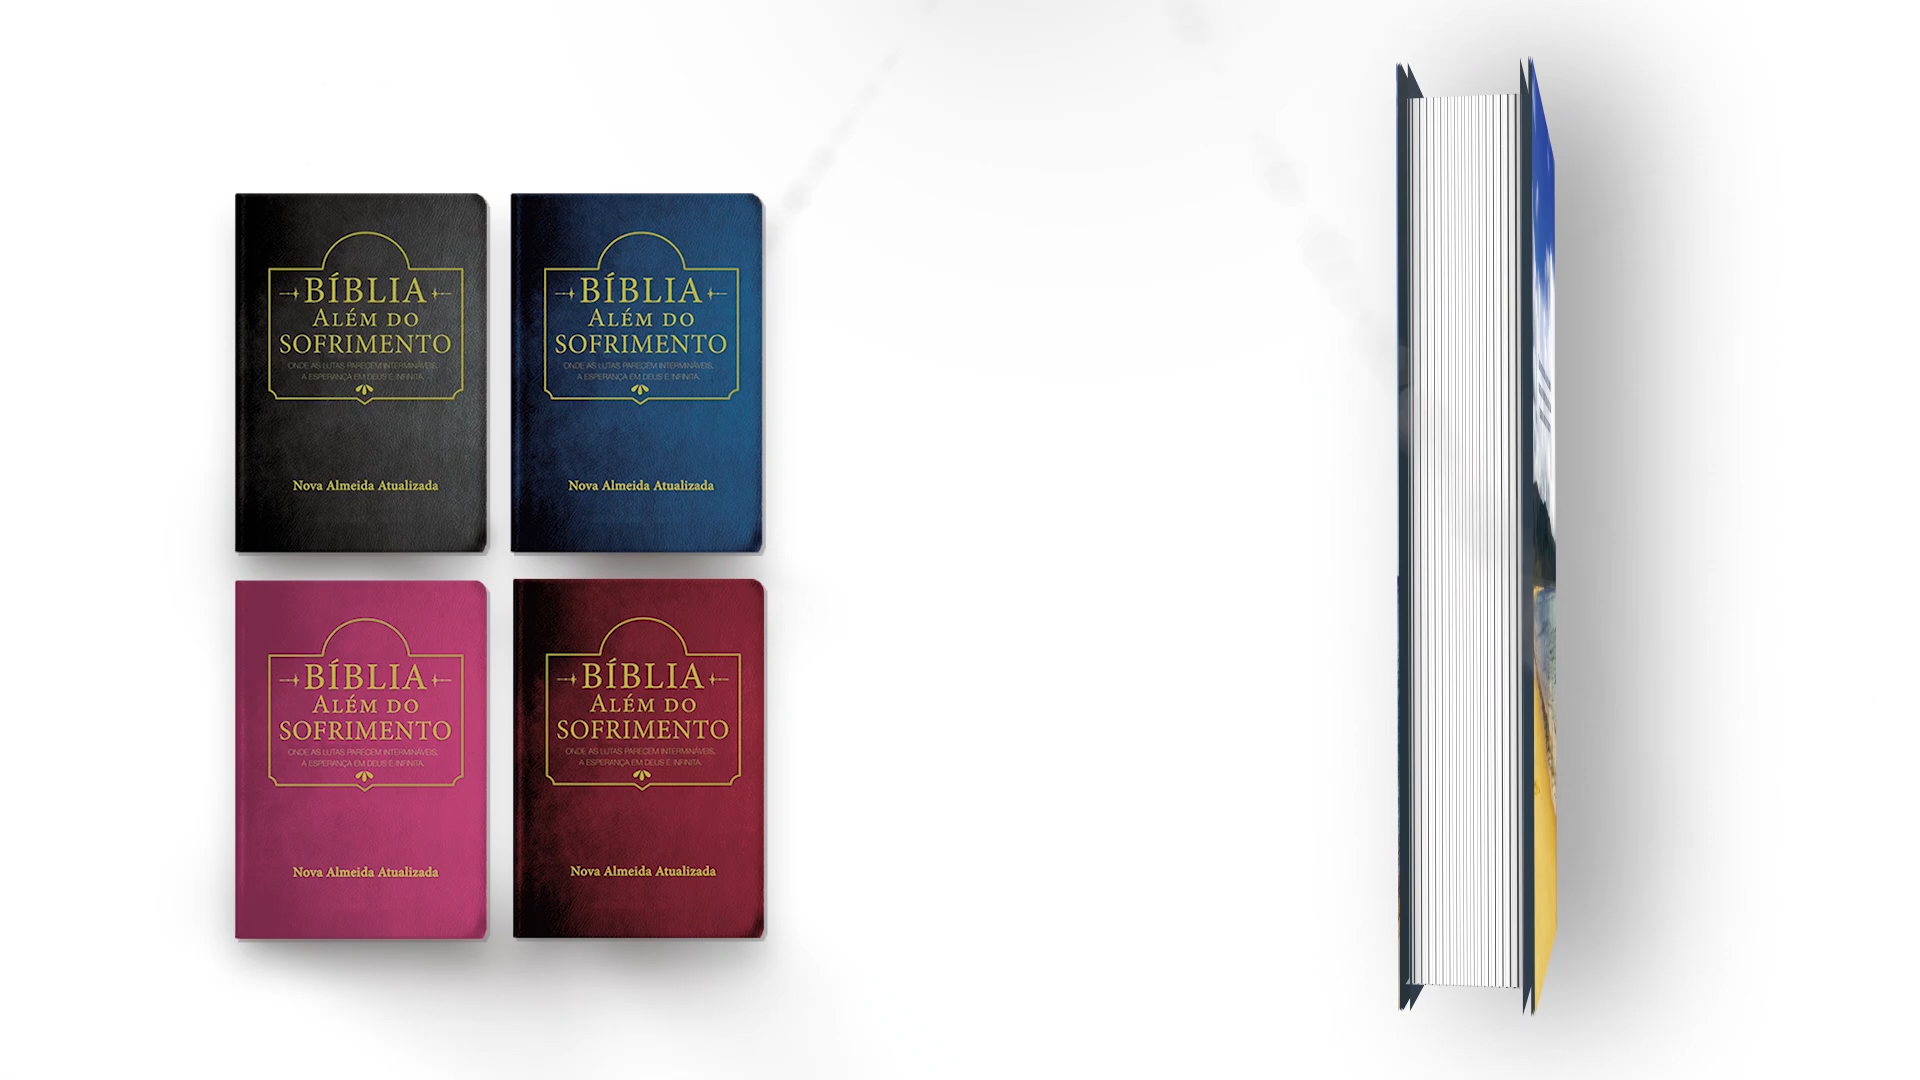 BÍBLIA
ALÉM DO
SOFRIMENTO
ONDE AS LUTAS PARECEM INTERMINÁVEIS,
A ESPERANÇA EM DEUS É INFINITA.
Nova Almeida Atualizada
BÍBLIA
ALÉM DO
SOFRIMENTO
ONDE AS LUTAS PARECEM INTERMINÁVEIS,
A ESPERANÇA EM DEUS É INFINITA.
Nova Almeida Atualizada
BÍBLIA
ALÉM DO
SOFRIMENTO
ONDE AS LUTAS PARECEM INTERMINÁVEIS,
A ESPERANÇA EM DEUS É INFINITA.
Nova Almeida Atualizada
BÍBLIA
ALÉM DO
SOFRIMENTO
ONDE AS LUTAS PARECEM INTERMINÁVEIS,
A ESPERANÇA EM DEUS É INFINITA.
Nova Almeida Atualizada